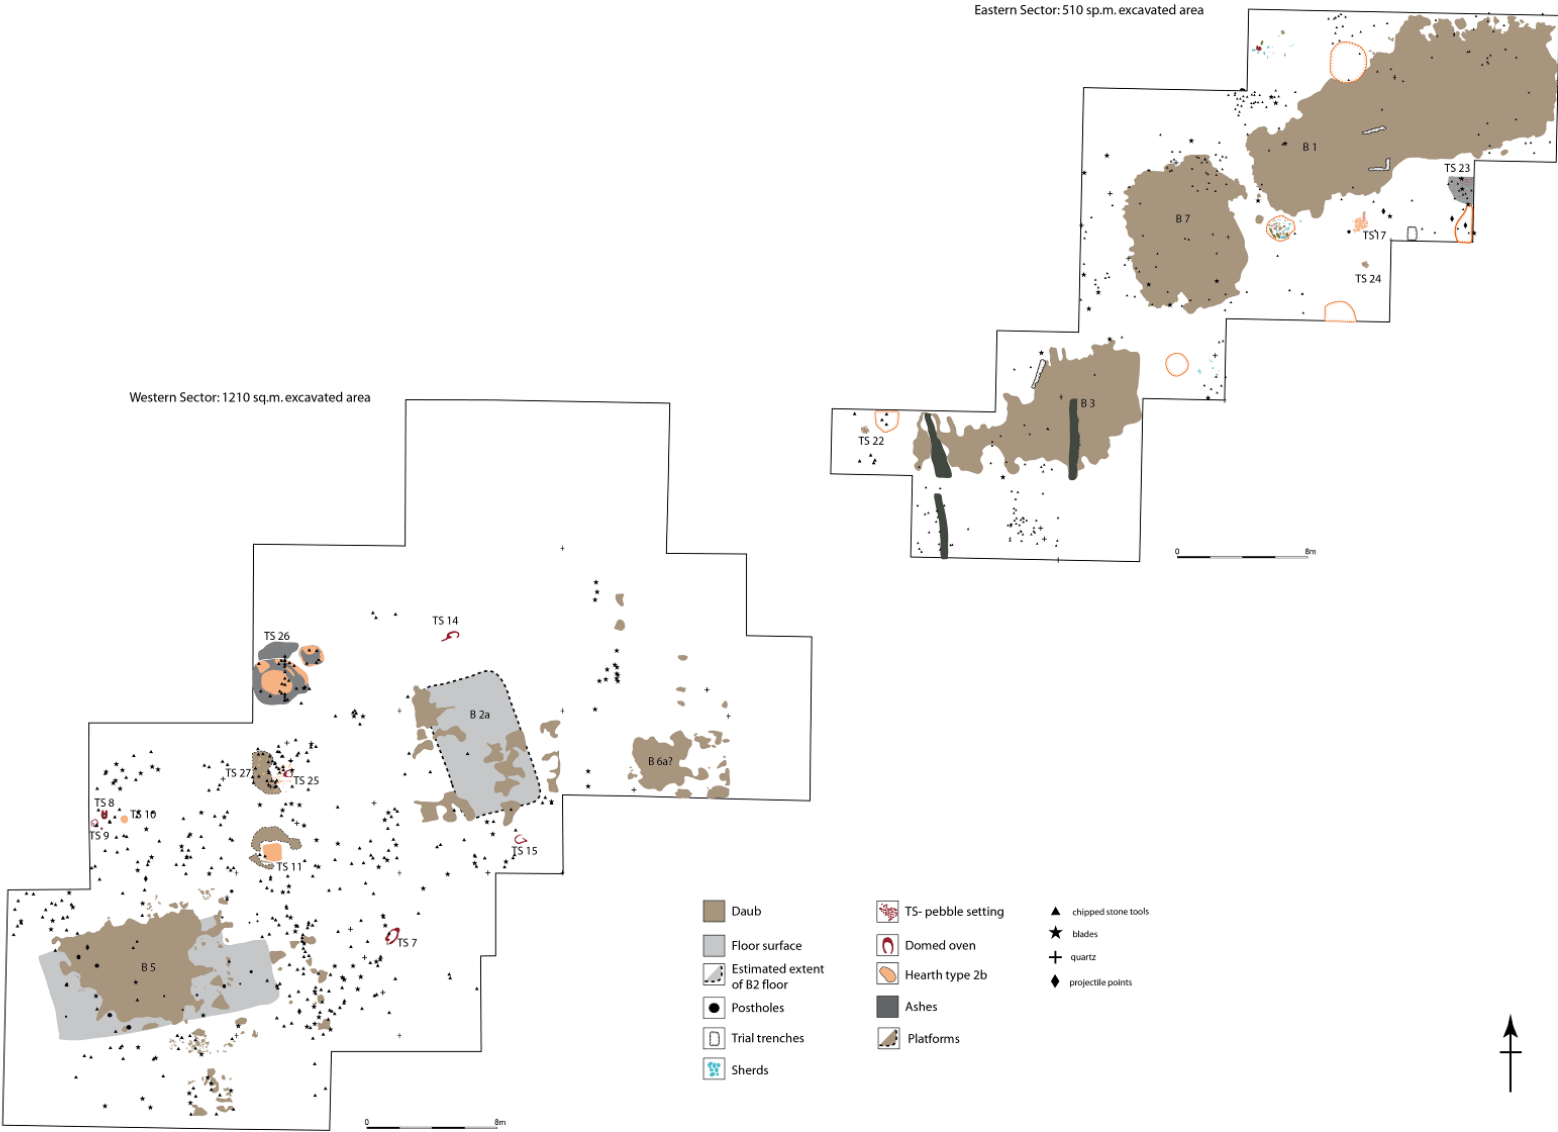 Eastern Sector: 510 sp.m. excavated area
B 1
TS 23
B 7
TS17
TS 24
B 3
TS 22
0 8m
Western Sector: 1210 sq.m. excavated area
TS 14
TS 26
B 2a
B 6a?
TS 27
TS 25
TS 8
TS 10
TS 9
TS 15
TS 11
TS 7
B 5
0 8m
Daub
Floor surface
Estimated extent
of B2 floor
Postholes
Trial trenches
Sherds
TS- pebble setting
Domed oven
Hearth type 2b
Ashes
Platforms
chipped stone tools
blades
quartz
projectile points